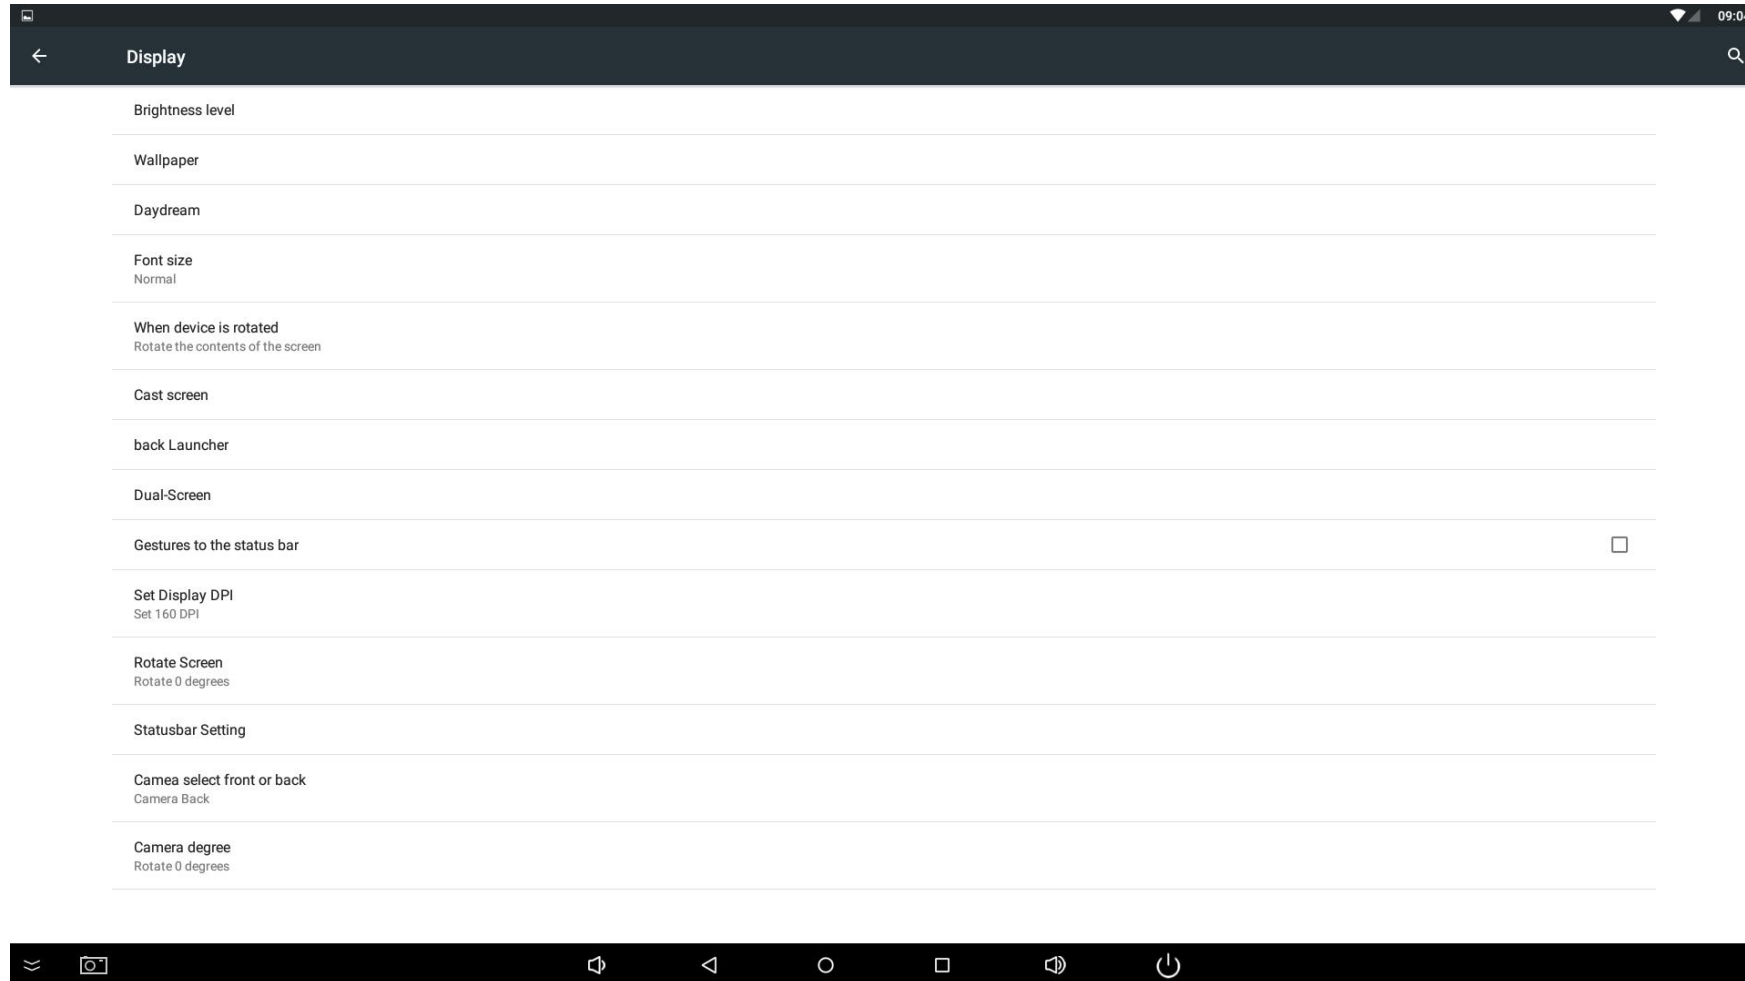 09:04
Display
Brightness level
Wallpaper
Daydream
Font size
Normal
When device is rotated
Rotate the contents of the screen
Cast screen
back Launcher
Dual-Screen
Gestures to the status bar
Set Display DPI
Set 160 DPI
Rotate Screen
Rotate 0 degrees
Statusbar Setting
Camea select front or back
Camera Back
Camera degree
Rotate 0 degrees